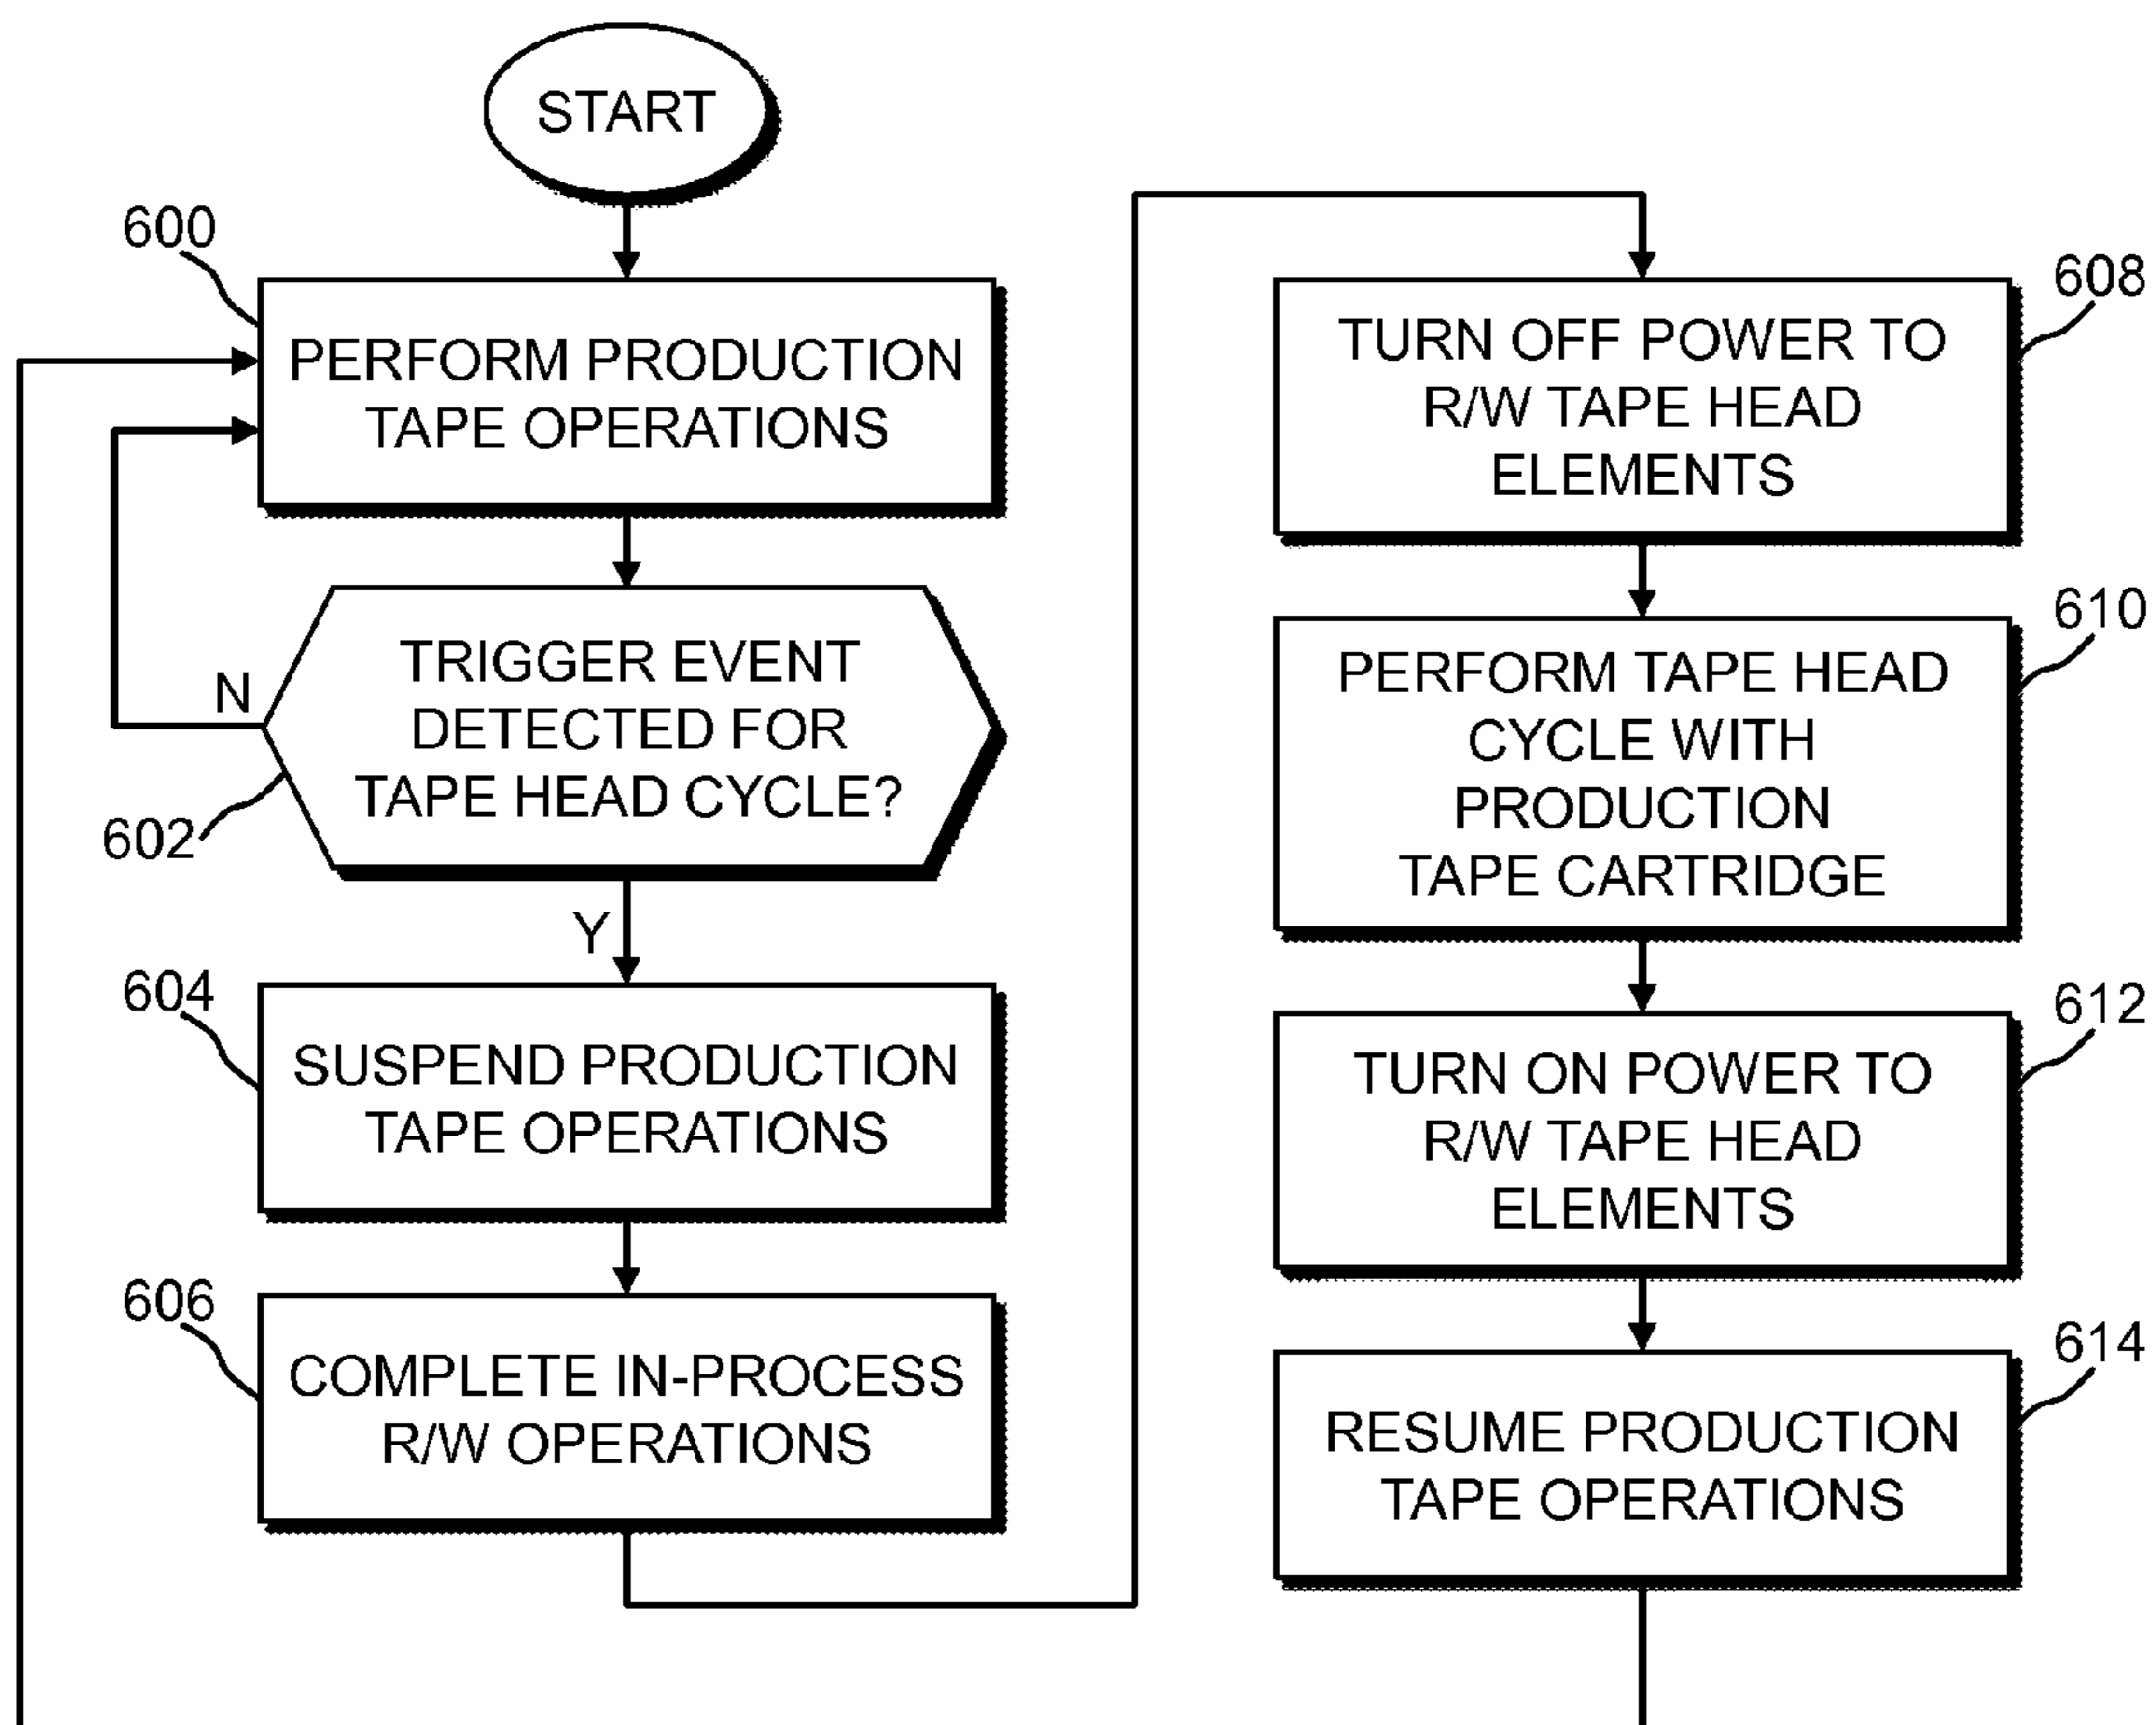 START
600
PERFORM PRODUCTION
TAPE OPERATIONS
TRIGGER EVENT
DETECTED FOR
TAPE HEAD CYCLE?
N
602
Y
604
SUSPEND PRODUCTION
TAPE OPERATIONS
606
COMPLETE IN-PROCESS
R/W OPERATIONS
608
TURN OFF POWER TO
R/W TAPE HEAD
ELEMENTS
610
PERFORM TAPE HEAD
CYCLE WITH
PRODUCTION
TAPE CARTRIDGE
612
TURN ON POWER TO
R/W TAPE HEAD
ELEMENTS
614
RESUME PRODUCTION
TAPE OPERATIONS